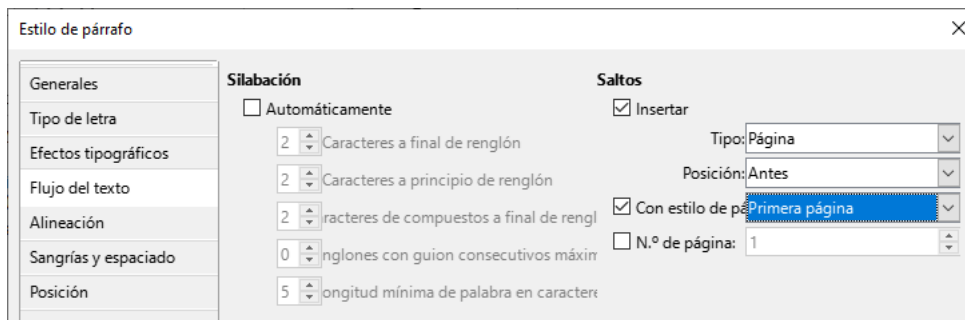 Estilo de párrafo
Generales
Tipo de letra
Efectos tipográficos
Flujo del texto
Alineación
Sangrías y espaciado
Posición
Silabación
Automáticamente
2 Caracteres a final de renglón
2 Caracteres a principio de renglón
2 racteres de compuestos a final de rengl
0 nglones con guion consecutivos máxim
5 ongitud mínima de palabra en caractere
Saltos
Insertar
Tipo: Página
Posición: Antes
Con estilo de pá Primera página
N.º de página: 1